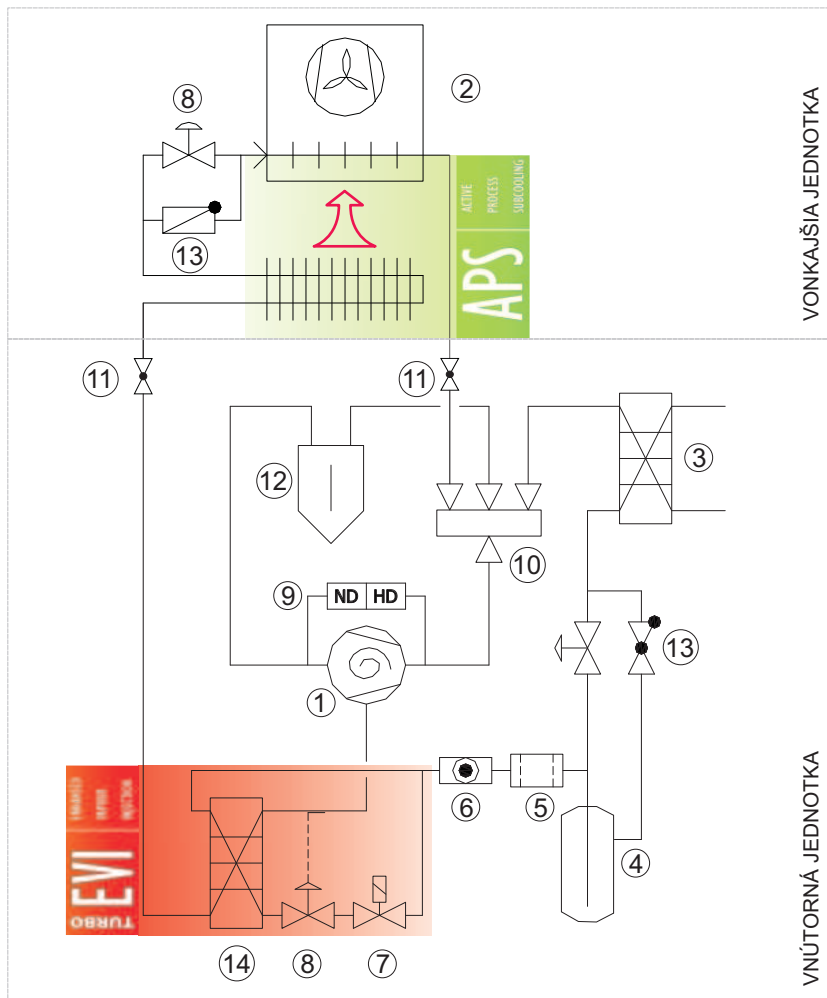 8
2
VONKAJŠIA JEDNOTKA
13
APS
ACTIVE
PROCESS
SUBCOOLING
11
11
3
12
10
9
ND HD
13
1
6
5
4
TURBO
EVI
ENHANCED
VAPOUR
INJECTION
14
8
7
VNÚTORNÁ JEDNOTKA